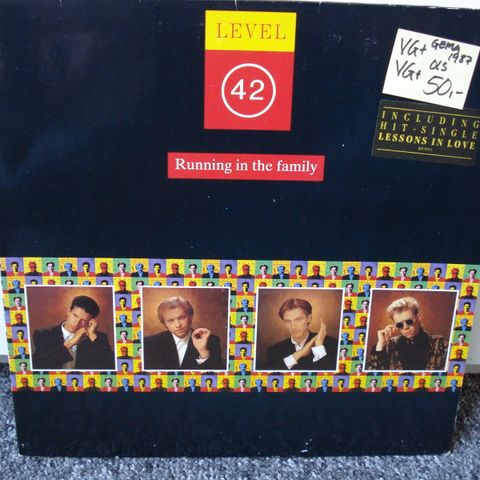 LEVEL
42
Running in the family
VG+ GEMA 1987
VG+ OIS
50,-
INCLUDING
HIT-SINGLE
LESSONS IN LOVE